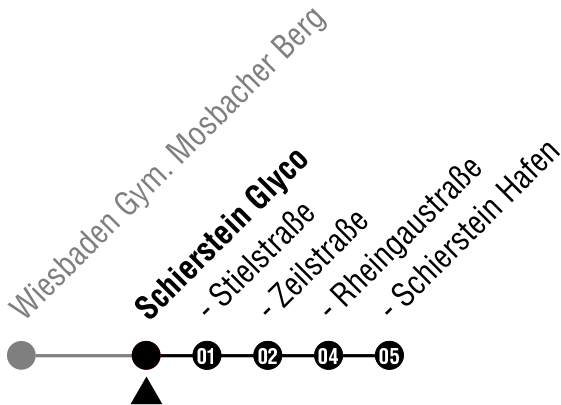 Wiesbaden Gym. Mosbacher Berg
Schierstein Glyco
- Stielstraße
- Zeilstraße
- Rheingaustraße
- Schierstein Hafen
01 02 04 05